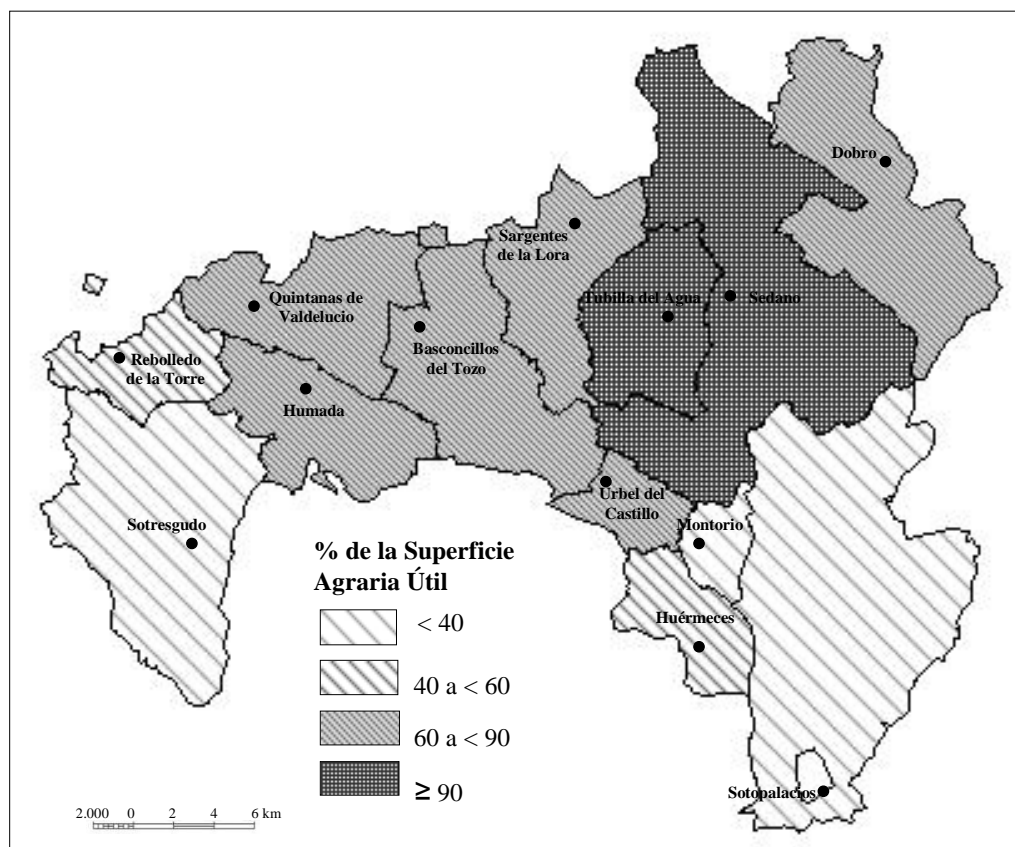 Dobro
Sargentes
de la Lora
Tubilla del Agua
Sedano
Quintanas de
Valdelucio
Basconcillos
del Tozo
Rebolledo
de la Torre
Humada
Urbel del
Castillo
Montorio
Sotresgudo
Huérmeces
Sotopalacios
% de la Superficie
Agraria Útil
< 40
40 a < 60
60 a < 90
≥ 90
2.000 0 2 4 6 km